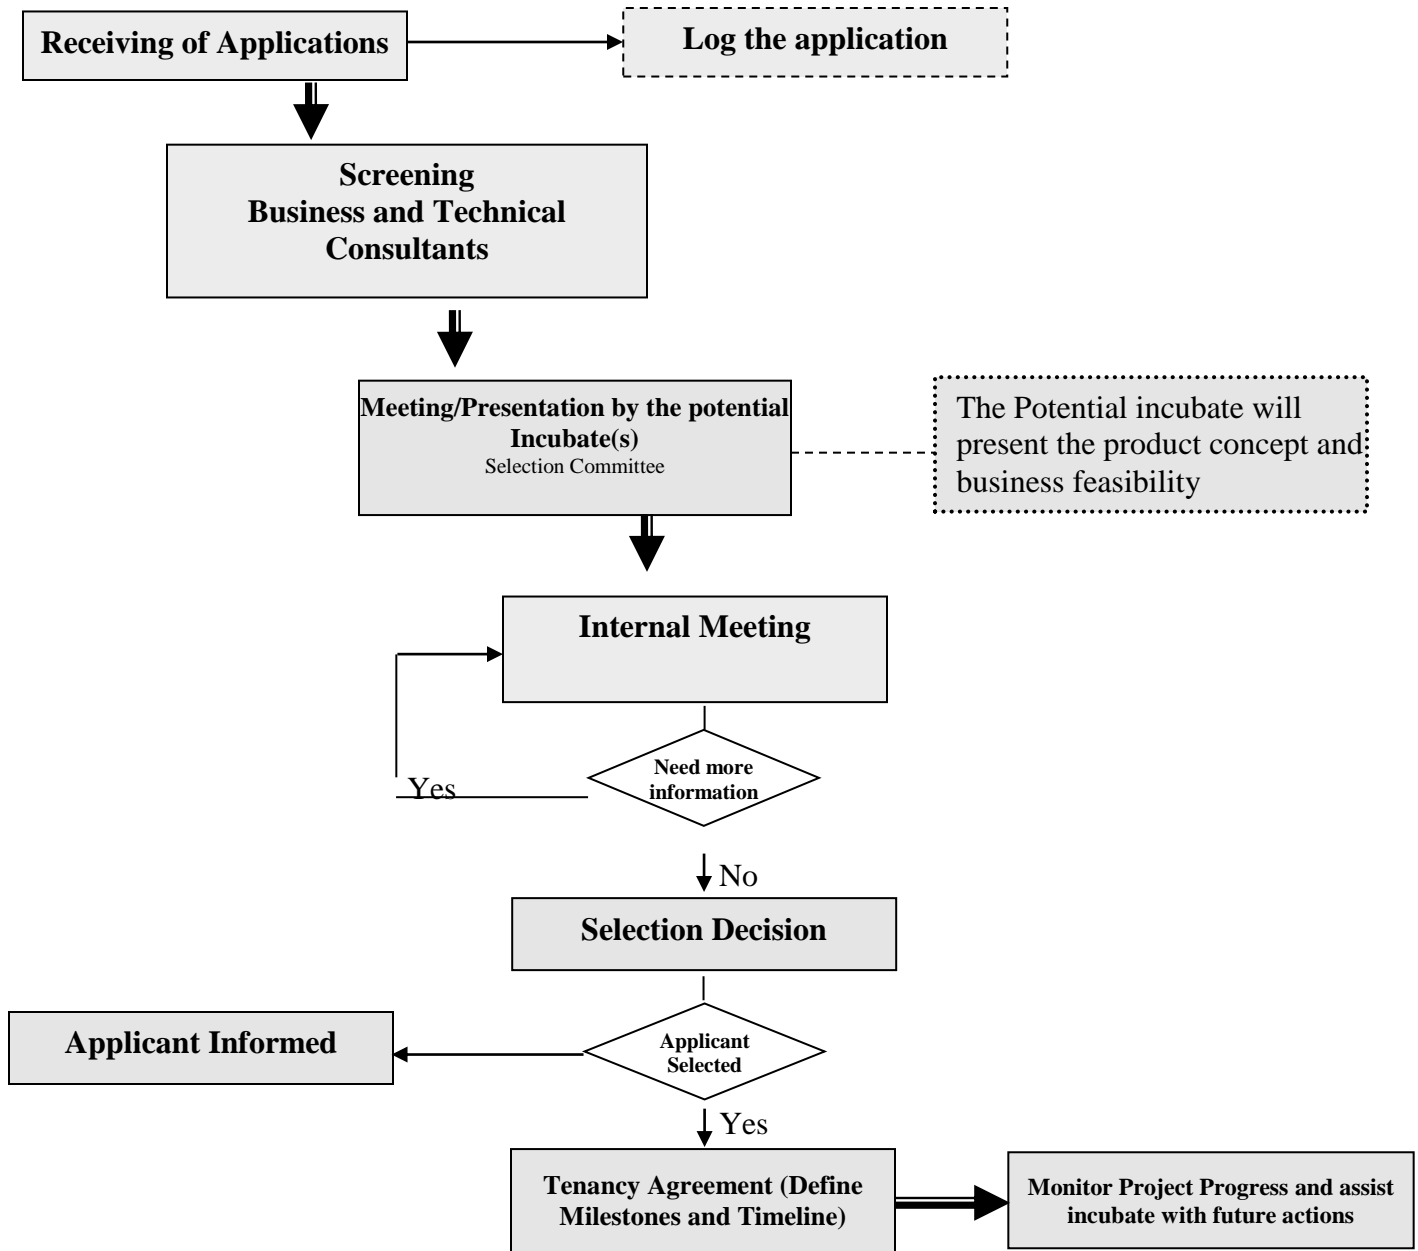 Receiving of Applications
Log the application
Screening
Business and Technical
Consultants
Meeting/Presentation by the potential
Incubate(s)
Selection Committee
The Potential incubate will
present the product concept and
business feasibility
Internal Meeting
Need more
information
Yes
No
Selection Decision
Applicant Informed
Applicant
Selected
Yes
Tenancy Agreement (Define
Milestones and Timeline)
Monitor Project Progress and assist
incubate with future actions